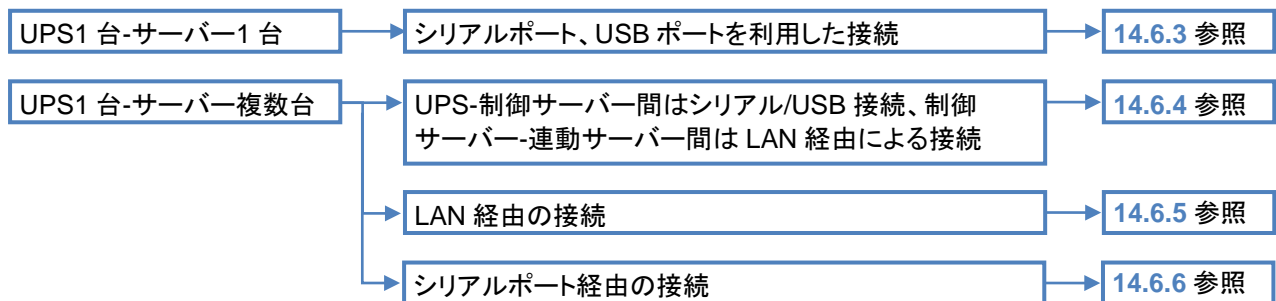 UPS1 台-サーバー1 台
シリアルポート、USB ポートを利用した接続
14.6.3 参照
UPS1 台-サーバー複数台
UPS-制御サーバー間はシリアル/USB 接続、制御
サーバー-連動サーバー間は LAN 経由による接続
14.6.4 参照
LAN 経由の接続
14.6.5 参照
シリアルポート経由の接続
14.6.6 参照